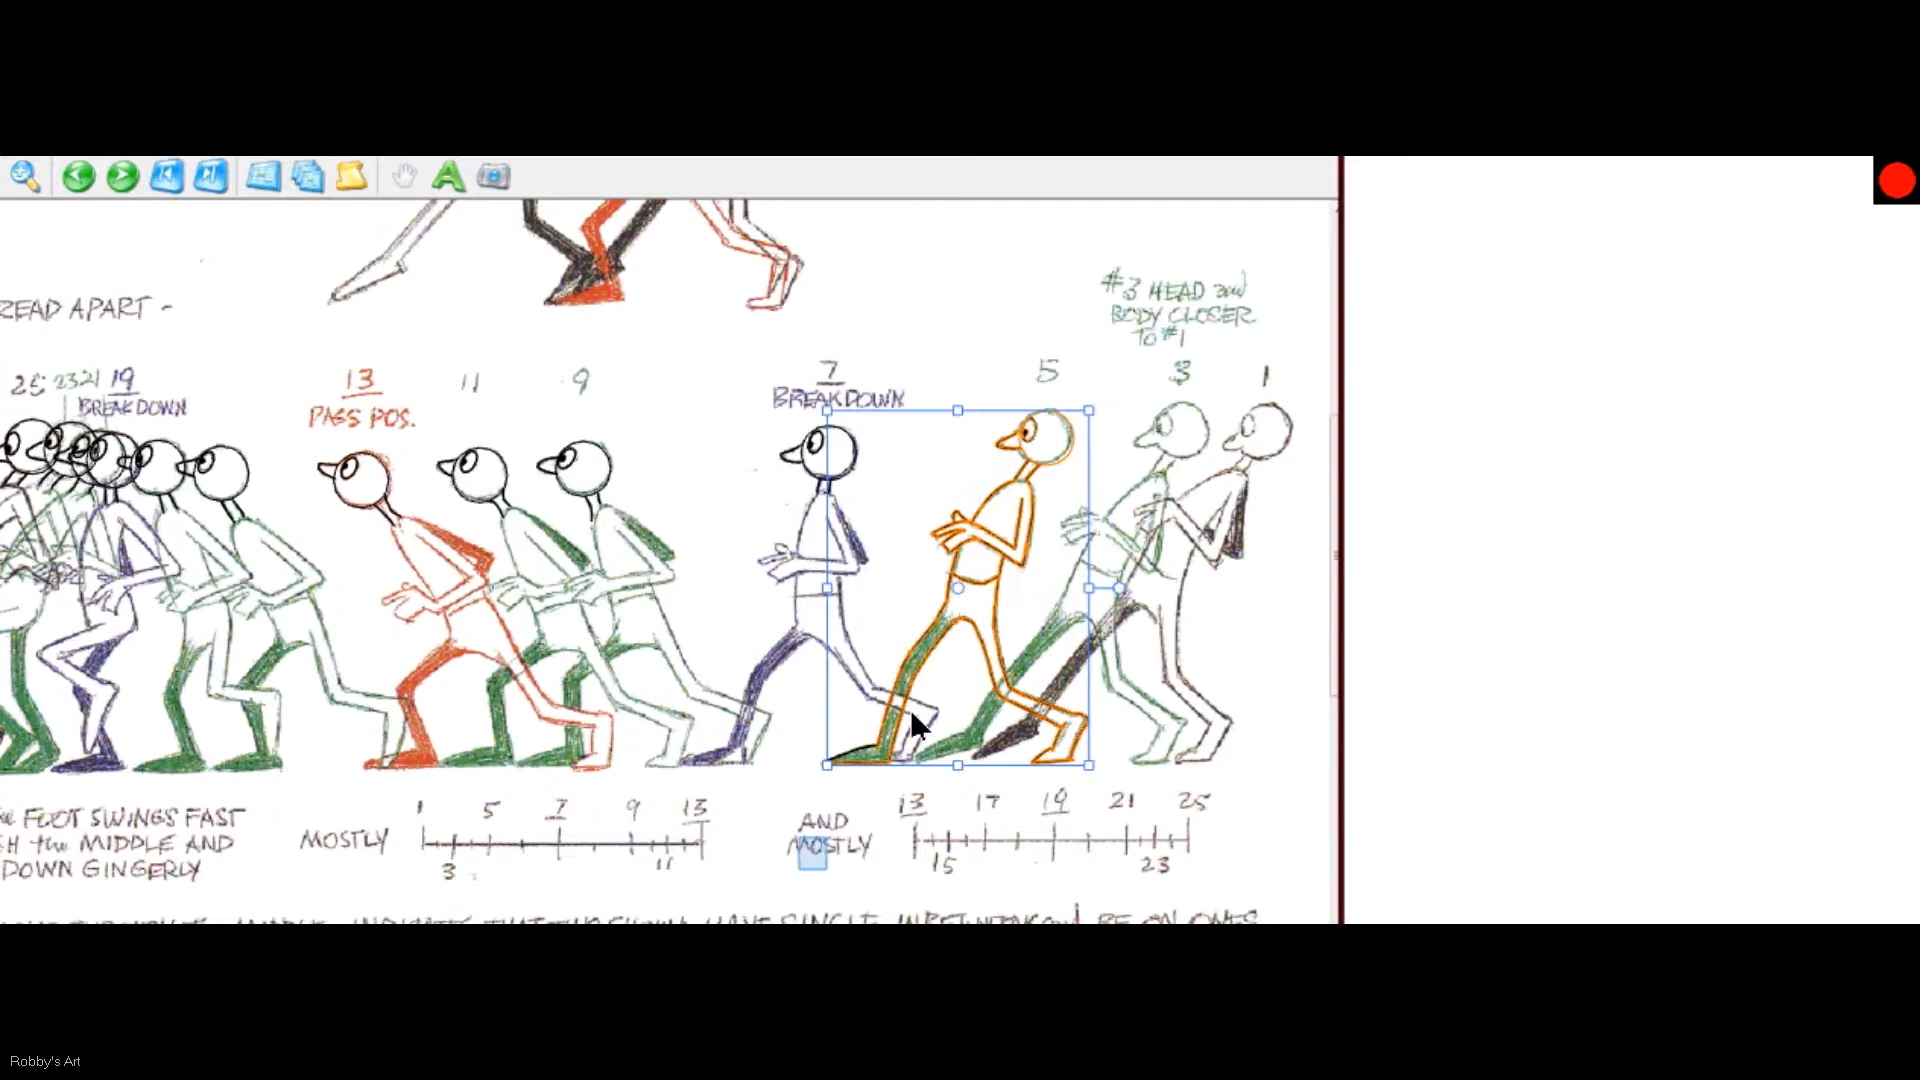 READ APART -
#3 HEAD and
BODY CLOSER
TO #1
25 23 21 19
BREAKDOWN
13
PASS POS.
11
9
7
BREAKDOWN
5
3
1
FOOT SWINGS FAST
the MIDDLE AND
DOWN GINGERLY
MOSTLY
1 5 7 9 13
3 11
AND
MOSTLY
13 17 19 21 25
15 23
Robby's Art